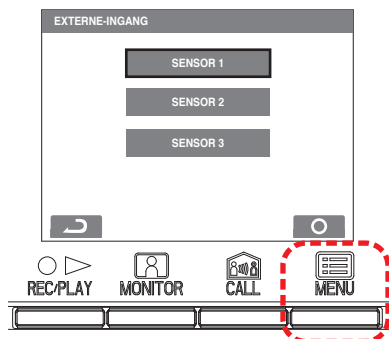 EXTERNE-INGANG
SENSOR 1
SENSOR 2
SENSOR 3
REC/PLAY MONITOR CALL MENU